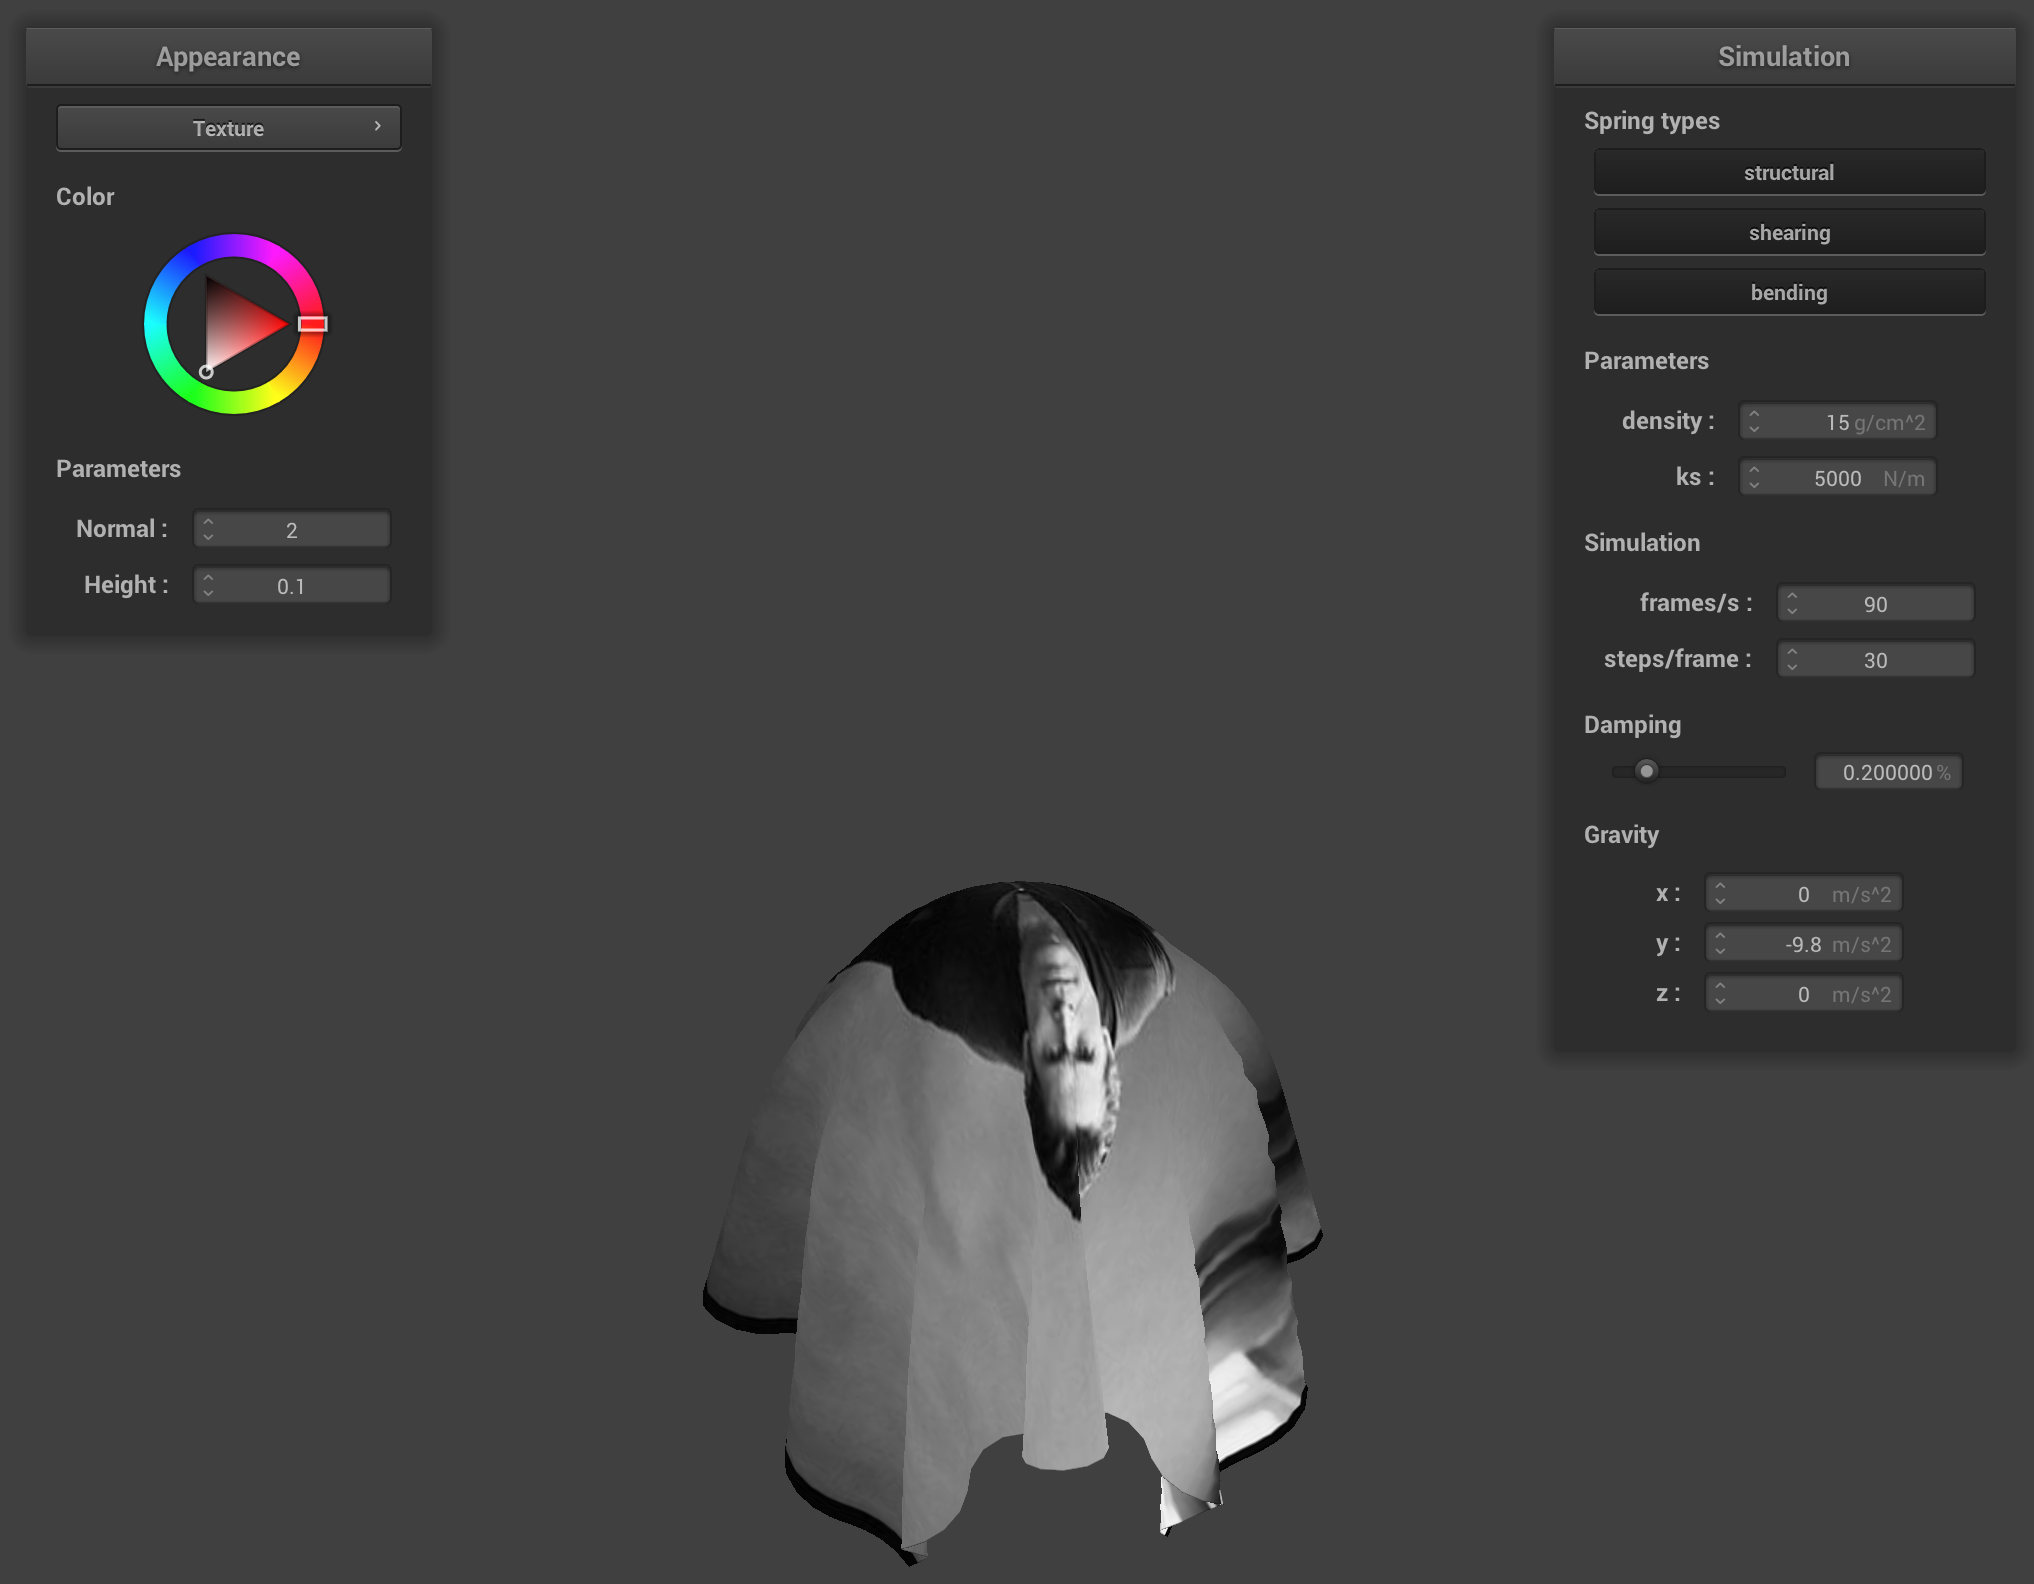 Appearance
Texture
Color
Parameters
Normal : 2
Height : 0.1
Simulation
Spring types
structural
shearing
bending
Parameters
density : 15 g/cm^2
ks : 5000 N/m
Simulation
frames/s : 90
steps/frame : 30
Damping
0.200000 %
Gravity
x : 0 m/s^2
y : -9.8 m/s^2
z : 0 m/s^2